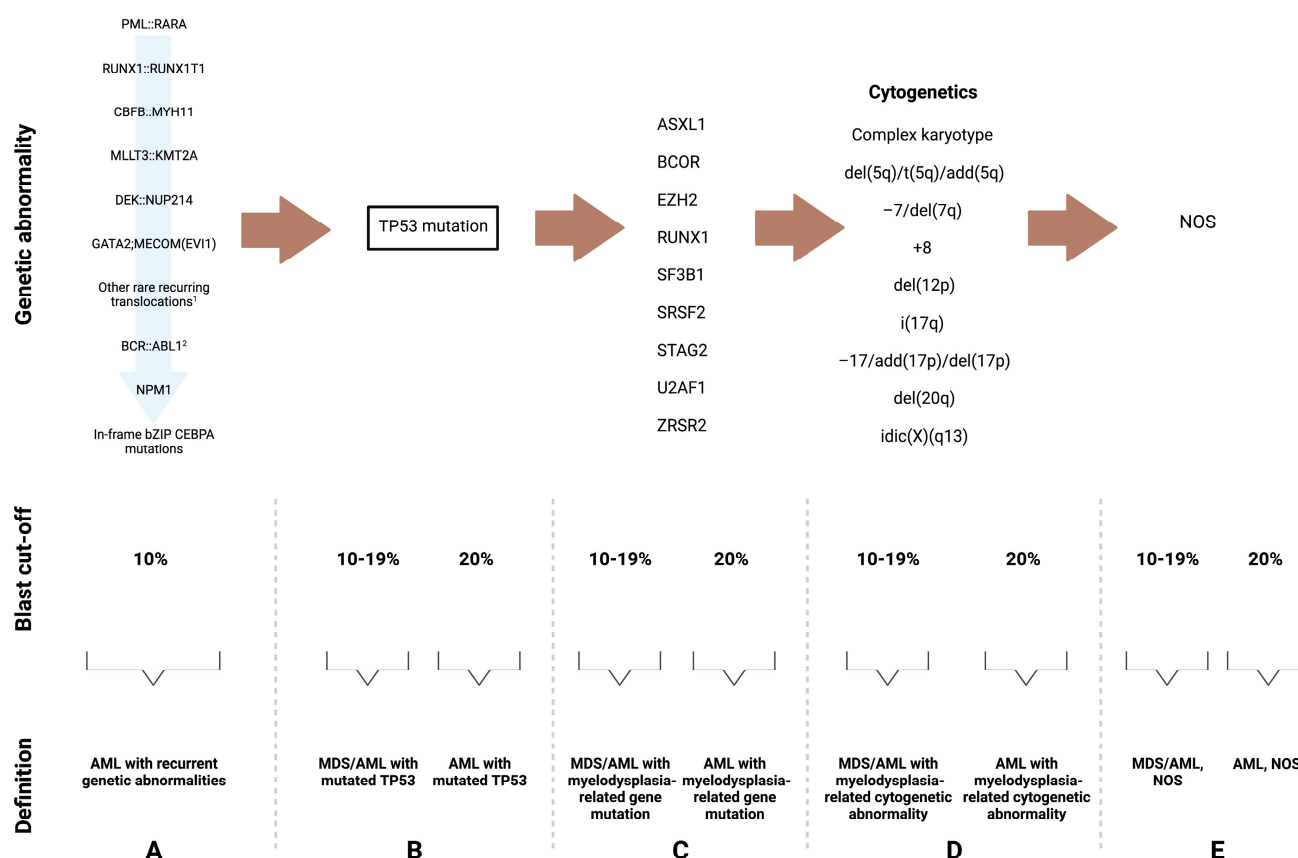 Genetic abnormality
PML::RARA
RUNX1::RUNX1T1
CBFB::MYH11
MLLT3::KMT2A
DEK::NUP214
GATA2;MECOM(EVI1)
Other rare recurring
translocations¹
BCR::ABL1²
NPM1
In-frame bZIP CEBPA
mutations
TP53 mutation
ASXL1
BCOR
EZH2
RUNX1
SF3B1
SRSF2
STAG2
U2AF1
ZRSR2
Cytogenetics
Complex karyotype
del(5q)/t(5q)/add(5q)
−7/del(7q)
+8
del(12p)
i(17q)
−17/add(17p)/del(17p)
del(20q)
idic(X)(q13)
NOS
Blast cut-off
10%
10-19%
20%
10-19%
20%
10-19%
20%
10-19%
20%
Definition
AML with recurrent
genetic abnormalities
MDS/AML with
mutated TP53
AML with
mutated TP53
MDS/AML with
myelodysplasia-
related gene
mutation
AML with
myelodysplasia-
related gene
mutation
MDS/AML with
myelodysplasia-
related cytogenetic
abnormality
AML with
myelodysplasia-
related cytogenetic
abnormality
MDS/AML,
NOS
AML, NOS
A
B
C
D
E